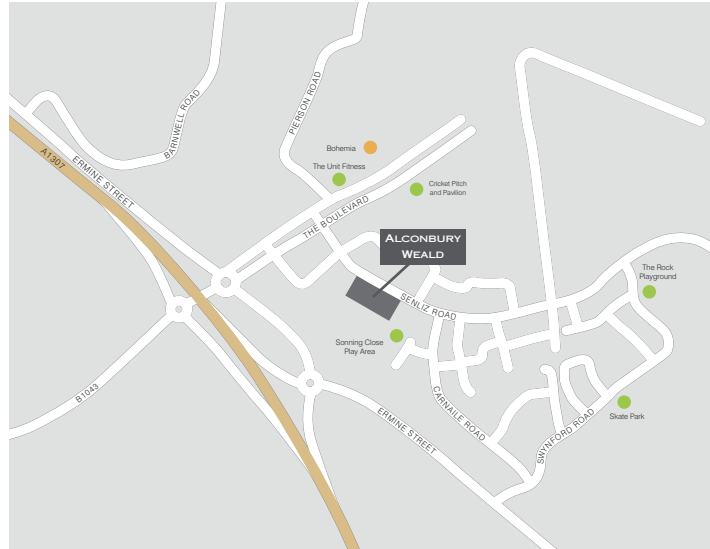 BARNWELL ROAD
PIERSON ROAD
A1307
ERMINE STREET
Bohemia
The Unit Fitness
Cricket Pitch
and Pavilion
THE BOULEVARD
ALCONBURY
WEALD
The Rock
Playground
SENLIZ ROAD
Sonning Close
Play Area
B1043
CARNAILE ROAD
ERMINE STREET
SWYNFORD ROAD
Skate Park